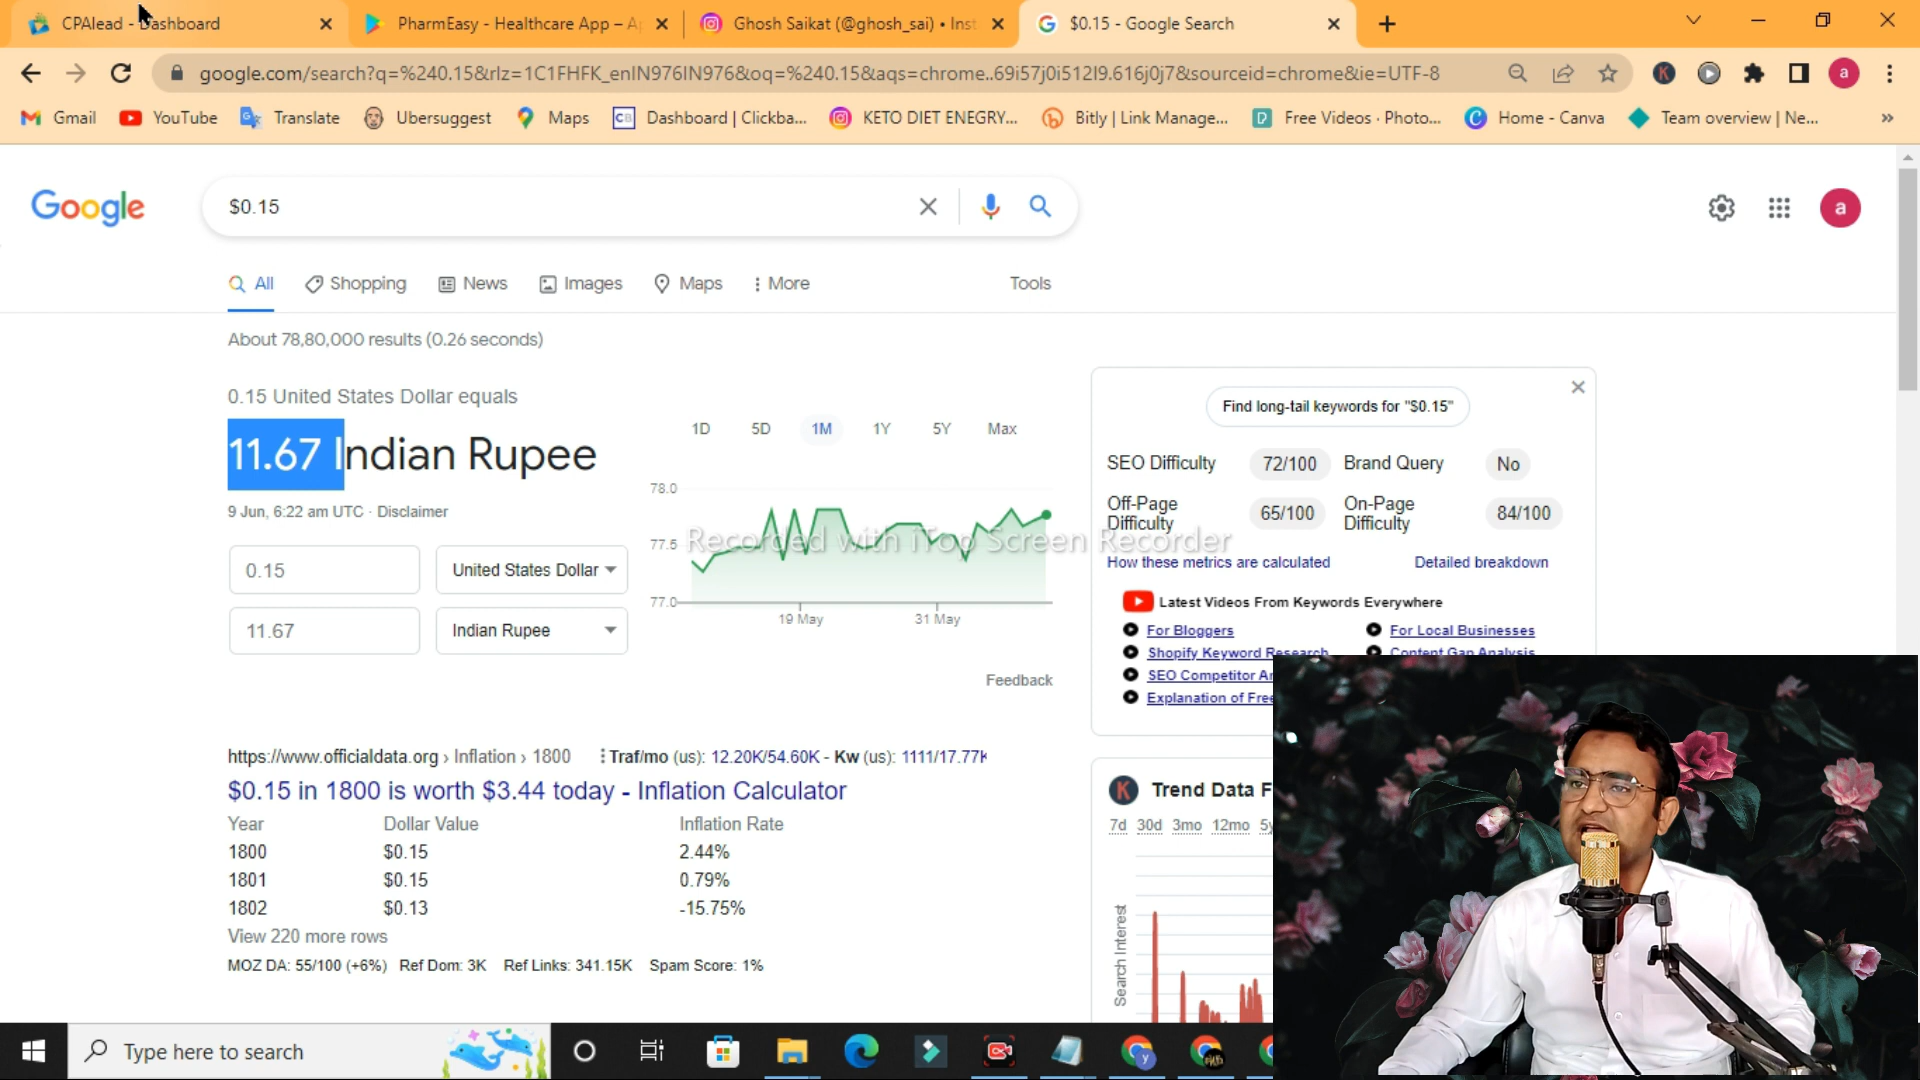 CPAlead - Dashboard
PharmEasy - Healthcare App – A
Ghosh Saikat (@ghosh_sai) • Inst
$0.15 - Google Search
google.com/search?q=%240.15&rlz=1C1FHFK_enIN976IN976&oq=%240.15&aqs=chrome..69i57j0i512l9.616j0j7&sourceid=chrome&ie=UTF-8
K
a
Gmail
YouTube
Translate
Ubersuggest
Maps
CB Dashboard | Clickba...
KETO DIET ENEGRY...
Bitly | Link Manage...
Free Videos · Photo...
Home - Canva
Team overview | Ne...
Google
$0.15
a
All
Shopping
News
Images
Maps
More
Tools
About 78,80,000 results (0.26 seconds)
0.15 United States Dollar equals
11.67 Indian Rupee
9 Jun, 6:22 am UTC · Disclaimer
0.15
United States Dollar
11.67
Indian Rupee
1D 5D 1M 1Y 5Y Max
78.0
77.5
77.0
19 May
31 May
Feedback
Recorded with iTop Screen Recorder
Find long-tail keywords for "$0.15"
SEO Difficulty 72/100 Brand Query No
Off-Page Difficulty 65/100 On-Page Difficulty 84/100
How these metrics are calculated
Detailed breakdown
Latest Videos From Keywords Everywhere
For Bloggers
For Local Businesses
Shopify Keyword Research
Content Gap Analysis
SEO Competitor
Explanation of
https://www.officialdata.org › Inflation › 1800
Traf/mo (us): 12.20K/54.60K - Kw (us): 1111/17.77K
$0.15 in 1800 is worth $3.44 today - Inflation Calculator
Year Dollar Value Inflation Rate
1800 $0.15 2.44%
1801 $0.15 0.79%
1802 $0.13 -15.75%
View 220 more rows
MOZ DA: 55/100 (+6%) Ref Dom: 3K Ref Links: 341.15K Spam Score: 1%
K
Trend Data F
7d 30d 3mo 12mo 5y
Search Interest
Type here to search